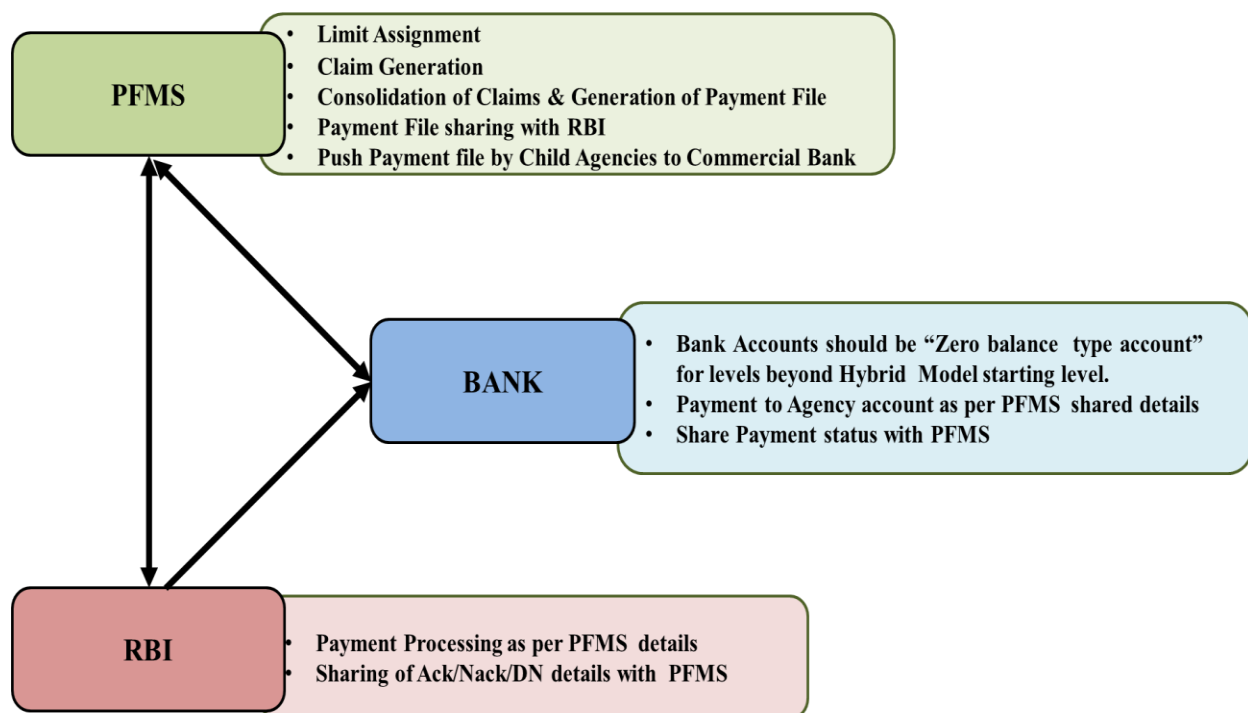 PFMS
• Limit Assignment
• Claim Generation
• Consolidation of Claims & Generation of Payment File
• Payment File sharing with RBI
• Push Payment file by Child Agencies to Commercial Bank
BANK
• Bank Accounts should be “Zero balance type account”
for levels beyond Hybrid Model starting level.
• Payment to Agency account as per PFMS shared details
• Share Payment status with PFMS
RBI
• Payment Processing as per PFMS details
• Sharing of Ack/Nack/DN details with PFMS